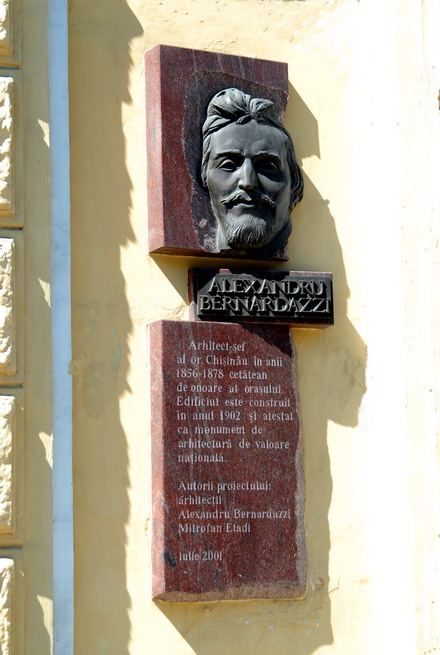 ALEXANDRU
BERNARDAZZI
Arhitect-şef
al or. Chişinău în anii
1856-1878 cetăţean
de onoare al oraşului.
Edificiul este construit
în anul 1902 şi atestat
ca monument de
arhitectură de valoare
naţională.
Autorii proiectului:
arhitecţii
Alexandru Bernardazzi
Mitrofan Eladi
iulie 2001